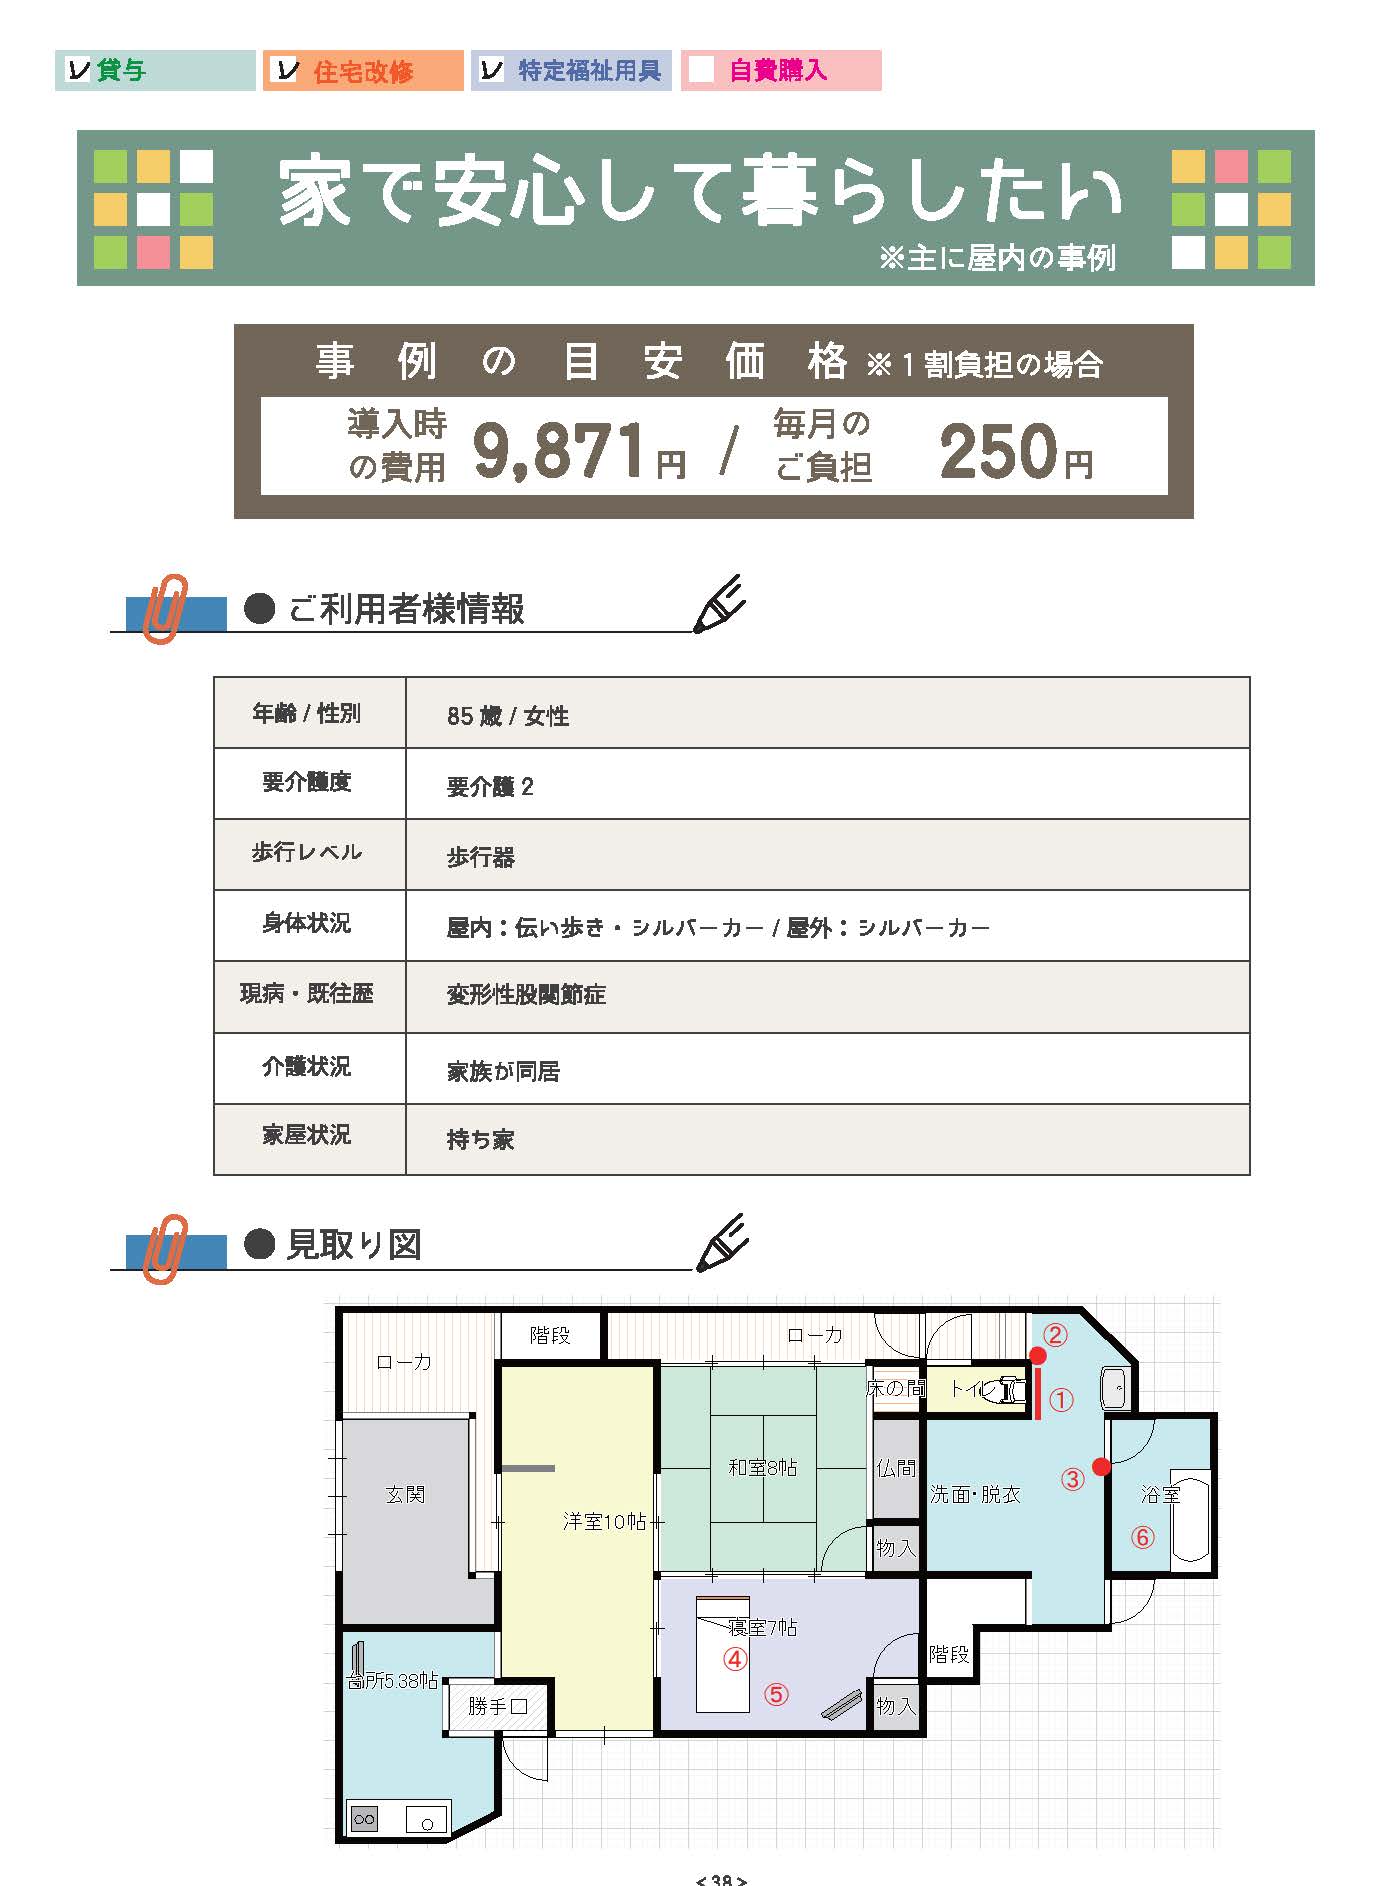 レ 貸与 レ 住宅改修 レ 特定福祉用具 自費購入
家で安心して暮らしたい
※主に屋内の事例
事例の目安価格 ※1割負担の場合
導入時の費用 9,871円 / 毎月のご負担 250円
● ご利用者様情報
年齢 / 性別 85 歳 / 女性
要介護度 要介護 2
歩行レベル 歩行器
身体状況 屋内：伝い歩き・シルバーカー / 屋外：シルバーカー
現病・既往歴 変形性股関節症
介護状況 家族が同居
家屋状況 持ち家
● 見取り図
階段
ローカ
ローカ
②
床の間
トイレ
①
和室8帖
仏間
③
玄関
洗面・脱衣
浴室
洋室10帖
⑥
物入
寝室7帖
④
階段
台所5.38帖
⑤
勝手口
物入
<38>